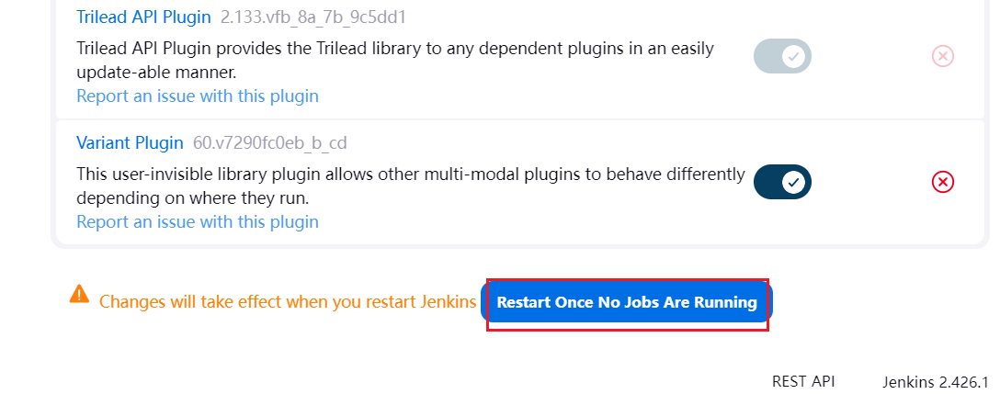 Trilead API Plugin 2.133.vfb_8a_7b_9c5dd1
Trilead API Plugin provides the Trilead library to any dependent plugins in an easily
update-able manner.
Report an issue with this plugin
Variant Plugin 60.v7290fc0eb_b_cd
This user-invisible library plugin allows other multi-modal plugins to behave differently
depending on where they run.
Report an issue with this plugin
Changes will take effect when you restart Jenkins Restart Once No Jobs Are Running
REST API Jenkins 2.426.1